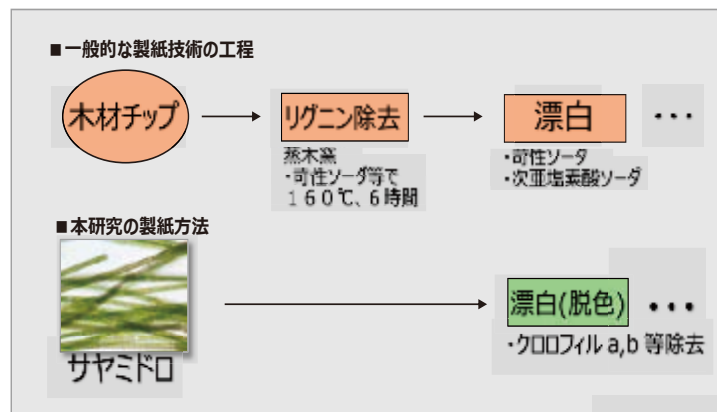 ■一般的な製紙技術の工程
木材チップ
リグニン除去
漂白
・・・
蒸木窯
・苛性ソーダ等で
１６０℃、６時間
・苛性ソーダ
・次亜塩素酸ソーダ
■本研究の製紙方法
漂白(脱色)
・・・
・クロロフィル a,b 等除去
サヤミドロ